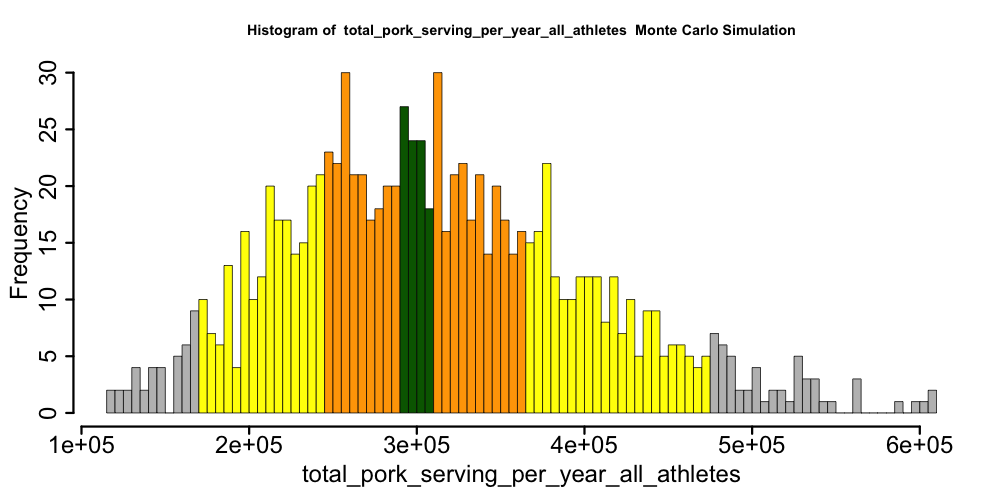 Histogram of total_pork_serving_per_year_all_athletes Monte Carlo Simulation
30
25
20
15
10
5
0
Frequency
1e+05 2e+05 3e+05 4e+05 5e+05 6e+05
total_pork_serving_per_year_all_athletes